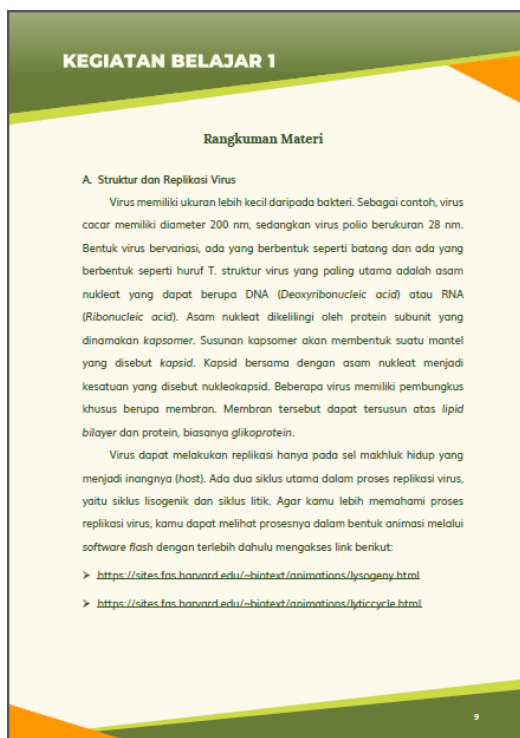 KEGIATAN BELAJAR 1
Rangkuman Materi
A. Struktur dan Replikasi Virus
Virus memiliki ukuran lebih kecil daripada bakteri. Sebagai contoh, virus
cacar memiliki diameter 200 nm, sedangkan virus polio berukuran 28 nm.
Bentuk virus bervariasi, ada yang berbentuk seperti batang dan ada yang
berbentuk seperti huruf T. struktur virus yang paling utama adalah asam
nukleat yang dapat berupa DNA (Deoxyribonucleic acid) atau RNA
(Ribonucleic acid). Asam nukleat dikelilingi oleh protein subunit yang
dinamakan kapsomer. Susunan kapsomer akan membentuk suatu mantel
yang disebut kapsid. Kapsid bersama dengan asam nukleat menjadi
kesatuan yang disebut nukleokapsid. Beberapa virus memiliki pembungkus
khusus berupa membran. Membran tersebut dapat tersusun atas lipid
bilayer dan protein, biasanya glikoprotein.
Virus dapat melakukan replikasi hanya pada sel makhluk hidup yang
menjadi inangnya (host). Ada dua siklus utama dalam proses replikasi virus,
yaitu siklus lisogenik dan siklus litik. Agar kamu lebih memahami proses
replikasi virus, kamu dapat melihat prosesnya dalam bentuk animasi melalui
software flash dengan terlebih dahulu mengakses link berikut:
➢ https://sites.fas.harvard.edu/~biotext/animations/lysogeny.html
➢ https://sites.fas.harvard.edu/~biotext/animations/lyticcycle.html
9